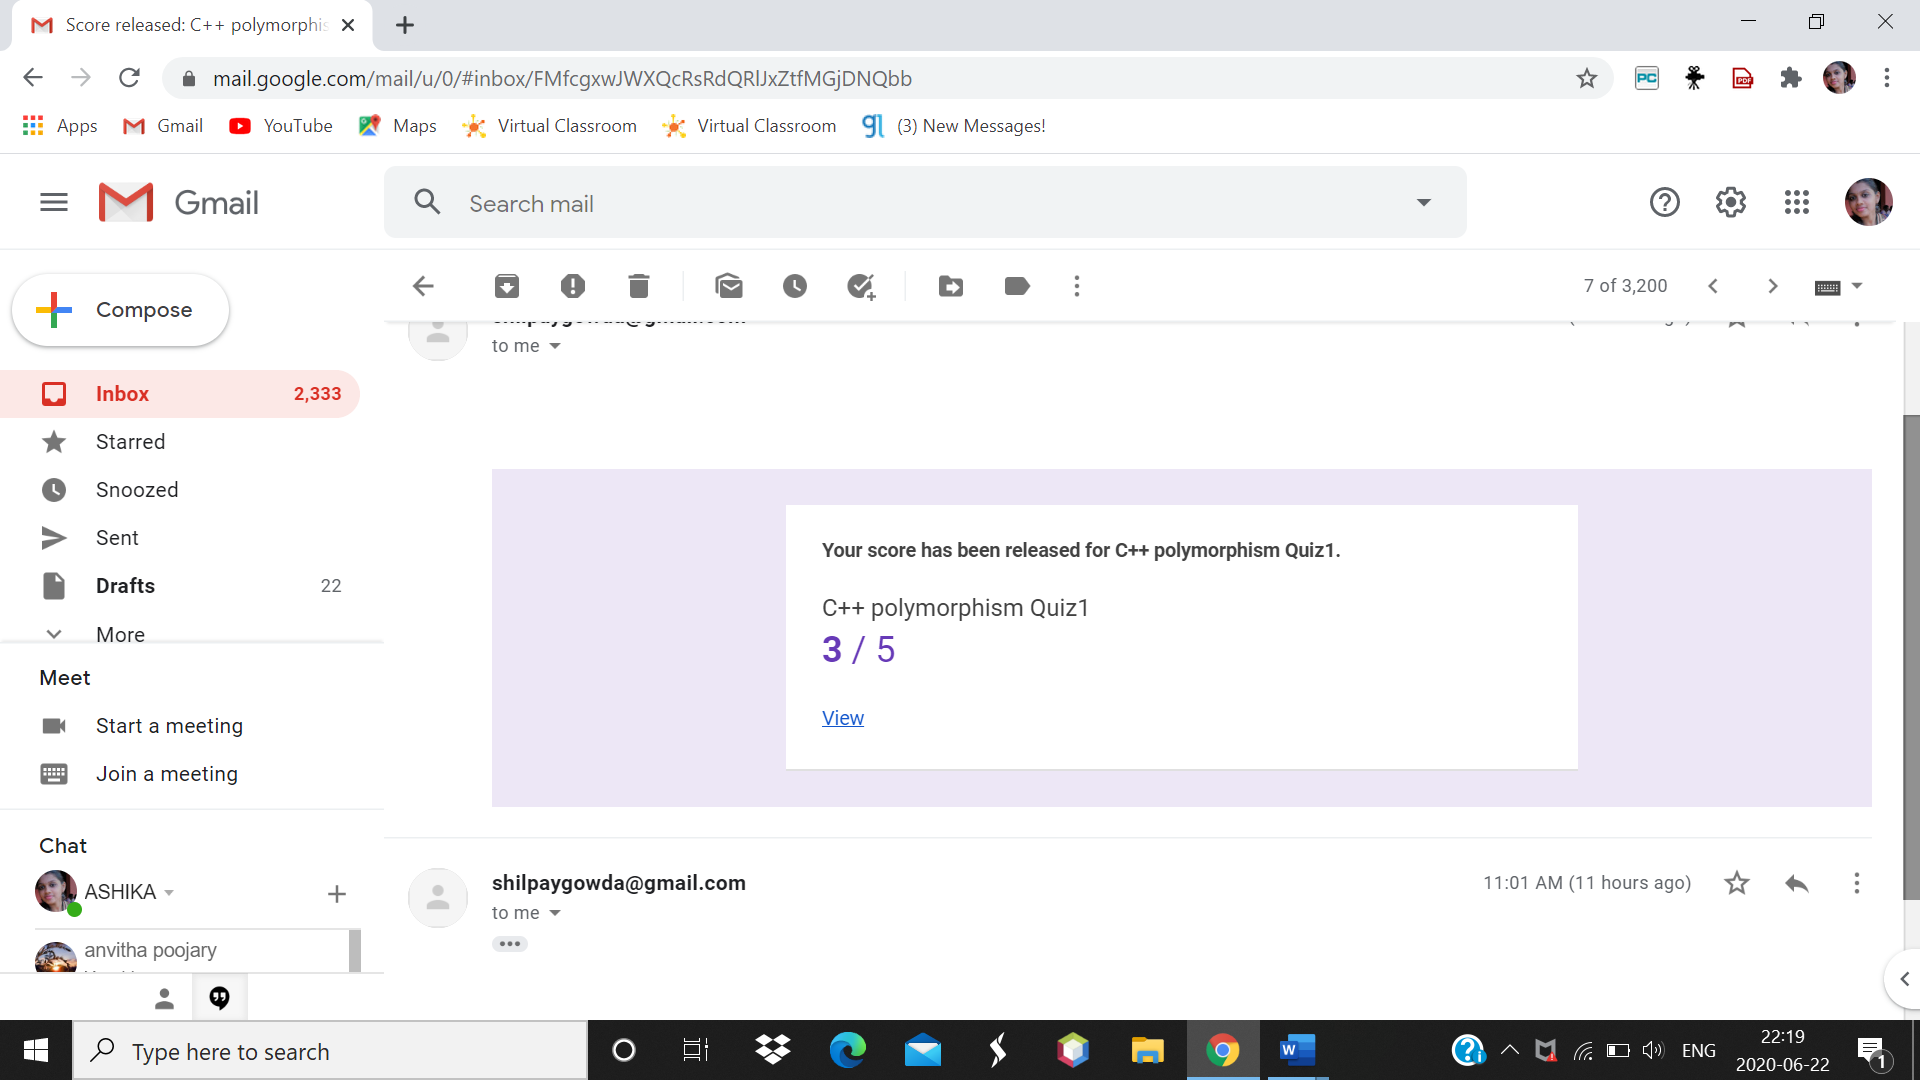 Score released: C++ polymorphis
mail.google.com/mail/u/0/#inbox/FMfcgxwJWXQcRsRdQRlJxZtfMGjDNQbb
Apps Gmail YouTube Maps Virtual Classroom Virtual Classroom (3) New Messages!
Gmail
Search mail
Compose
7 of 3,200
to me
Inbox 2,333
Starred
Snoozed
Sent
Drafts 22
More
Meet
Start a meeting
Join a meeting
Chat
ASHIKA
anvitha poojary
Your score has been released for C++ polymorphism Quiz1.
C++ polymorphism Quiz1
3 / 5
View
shilpaygowda@gmail.com
11:01 AM (11 hours ago)
to me
Type here to search
ENG
22:19
2020-06-22
1